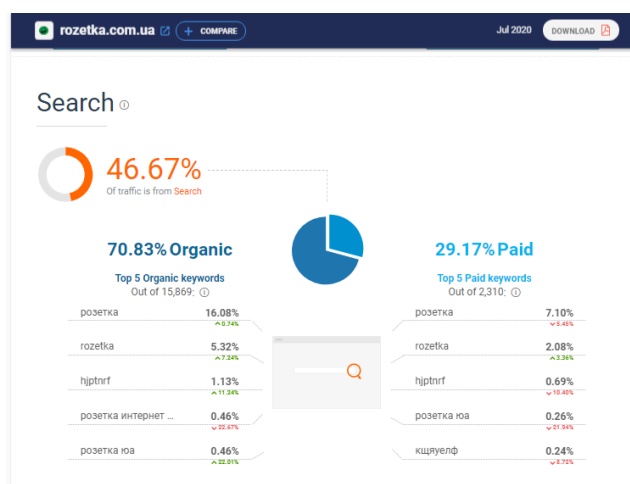 rozetka.com.ua + COMPARE Jul 2020 DOWNLOAD
Search
46.67%
Of traffic is from Search
70.83% Organic
Top 5 Organic keywords
Out of 15,869:
розетка 16.08%
0.74%
rozetka 5.32%
7.24%
hjptnrf 1.13%
11.24%
розетка интернет ... 0.46%
22.67%
розетка юа 0.46%
22.01%
29.17% Paid
Top 5 Paid keywords
Out of 2,310:
розетка 7.10%
5.45%
rozetka 2.08%
3.36%
hjptnrf 0.69%
10.40%
розетка юа 0.26%
21.94%
кщяуелф 0.24%
8.72%